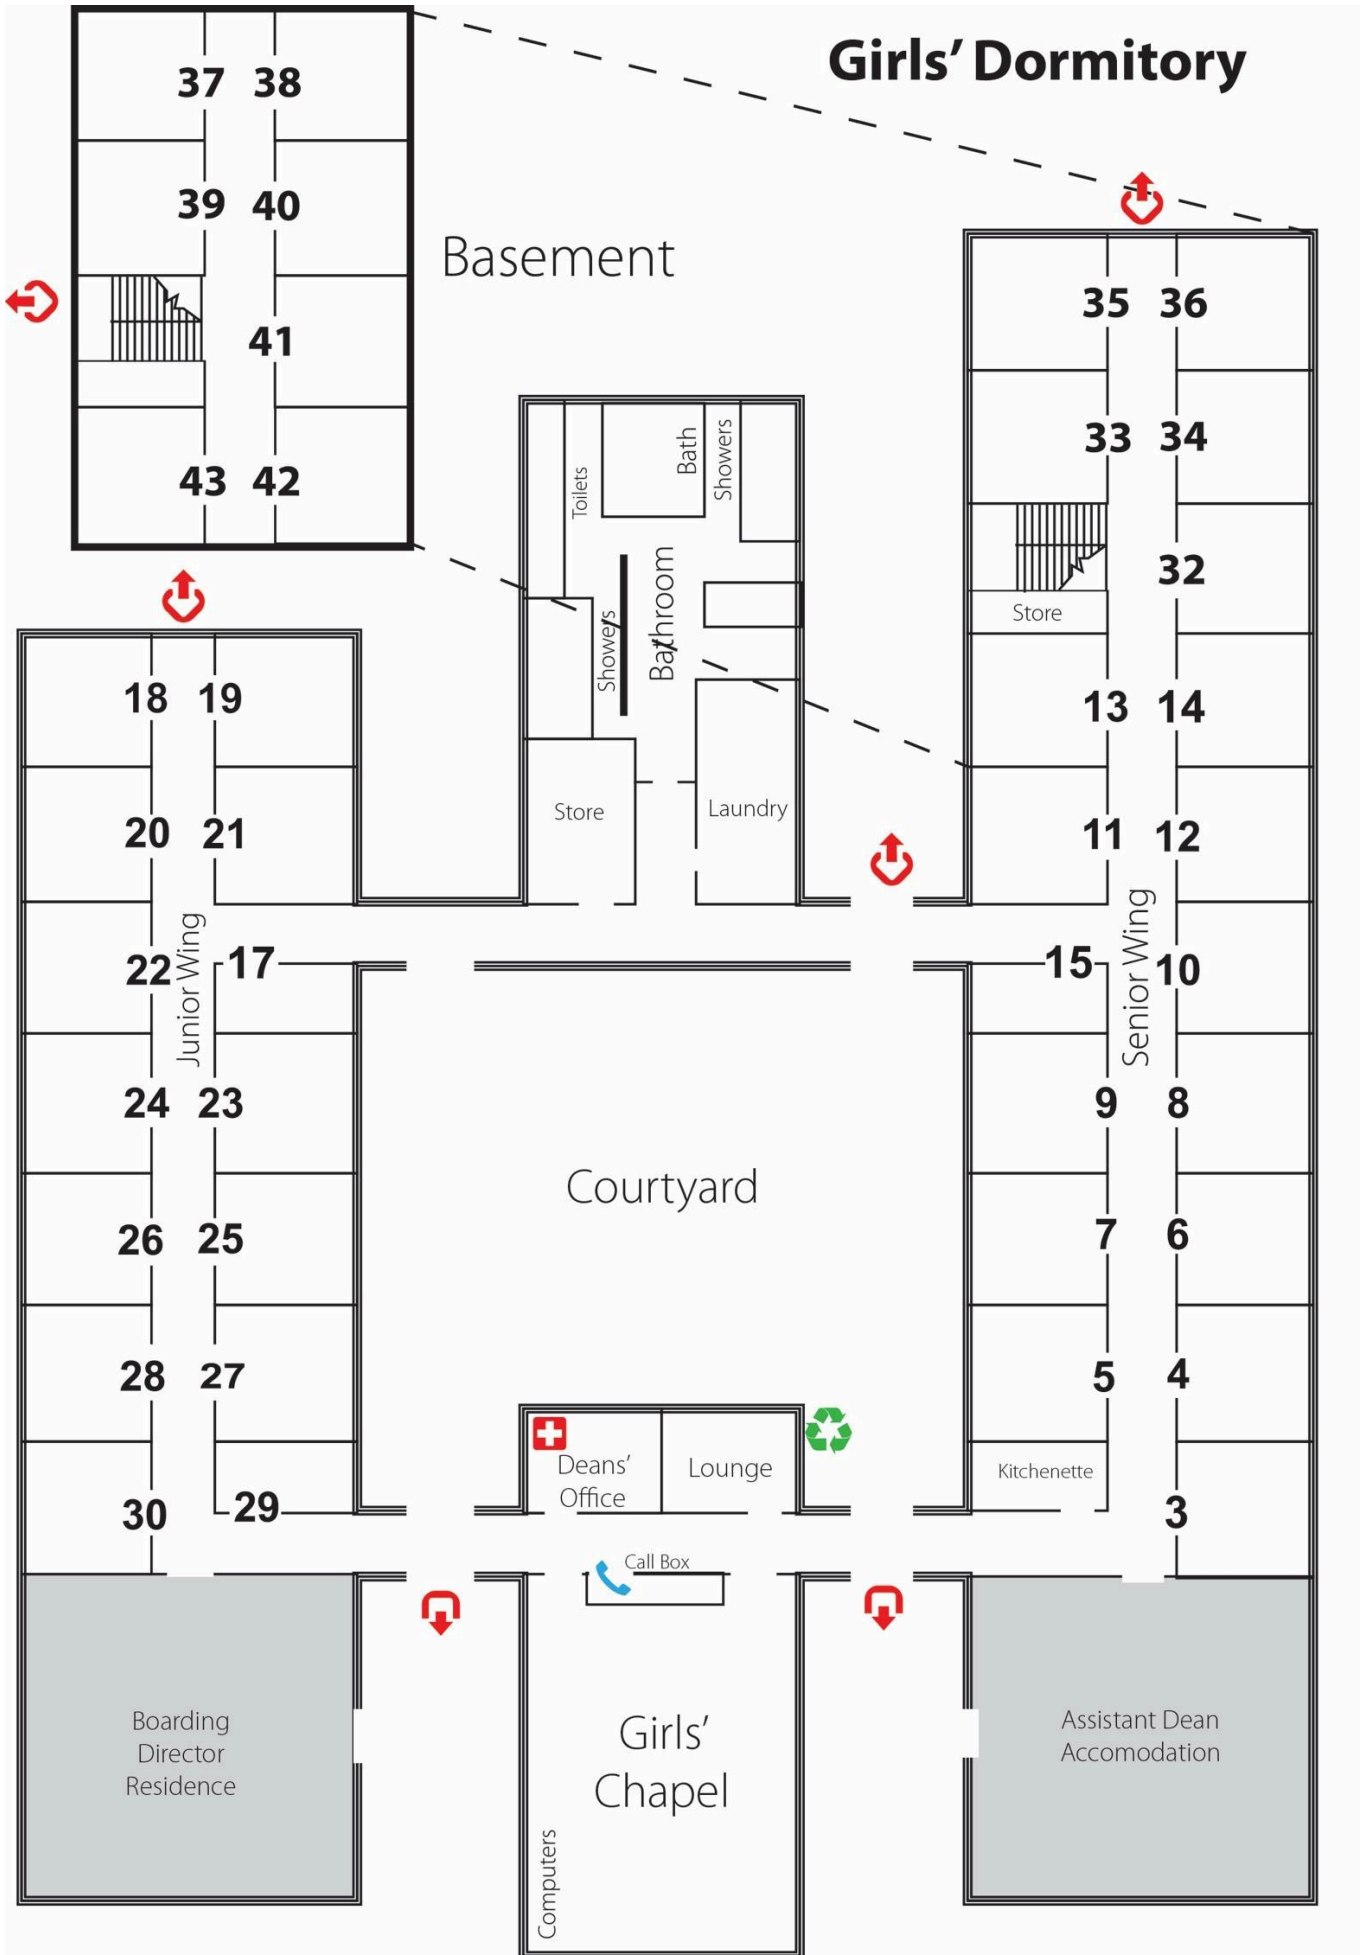 Girls' Dormitory
37 38
39 40
Basement
41
43 42
35 36
33 34
32
Store
13 14
11 12
Senior Wing
15 10
9 8
7 6
5 4
Kitchenette
3
Toilets
Bath
Showers
Showers
Bathroom
Store
Laundry
18 19
20 21
Junior Wing
22 17
24 23
26 25
28 27
30 29
Courtyard
Deans'
Office
Lounge
Call Box
Boarding
Director
Residence
Girls'
Chapel
Computers
Assistant Dean
Accomodation